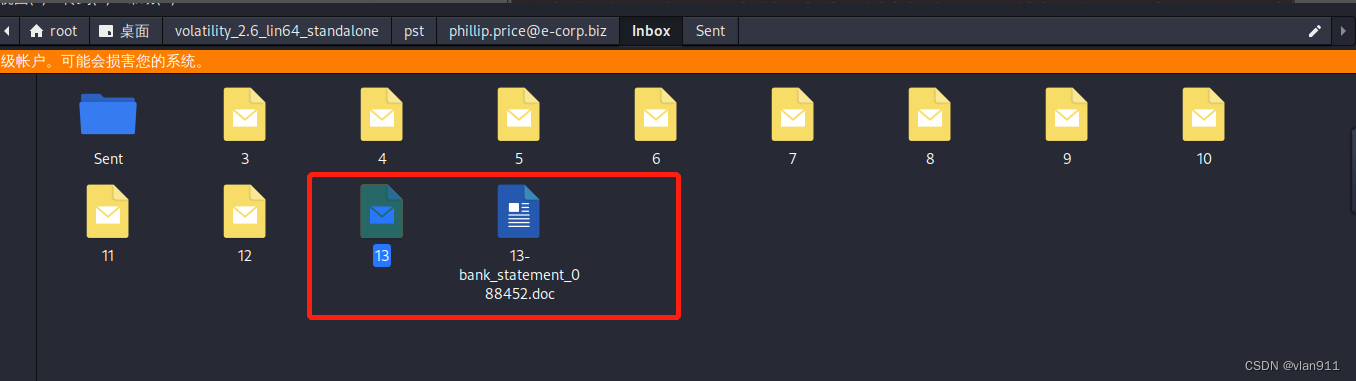 root 桌面 volatility_2.6_lin64_standalone pst phillip.price@e-corp.biz Inbox Sent
级帐户。可能会损害您的系统。
Sent 3 4 5 6 7 8 9 10
11 12 13 13-
bank_statement_0
88452.doc
CSDN @vlan911